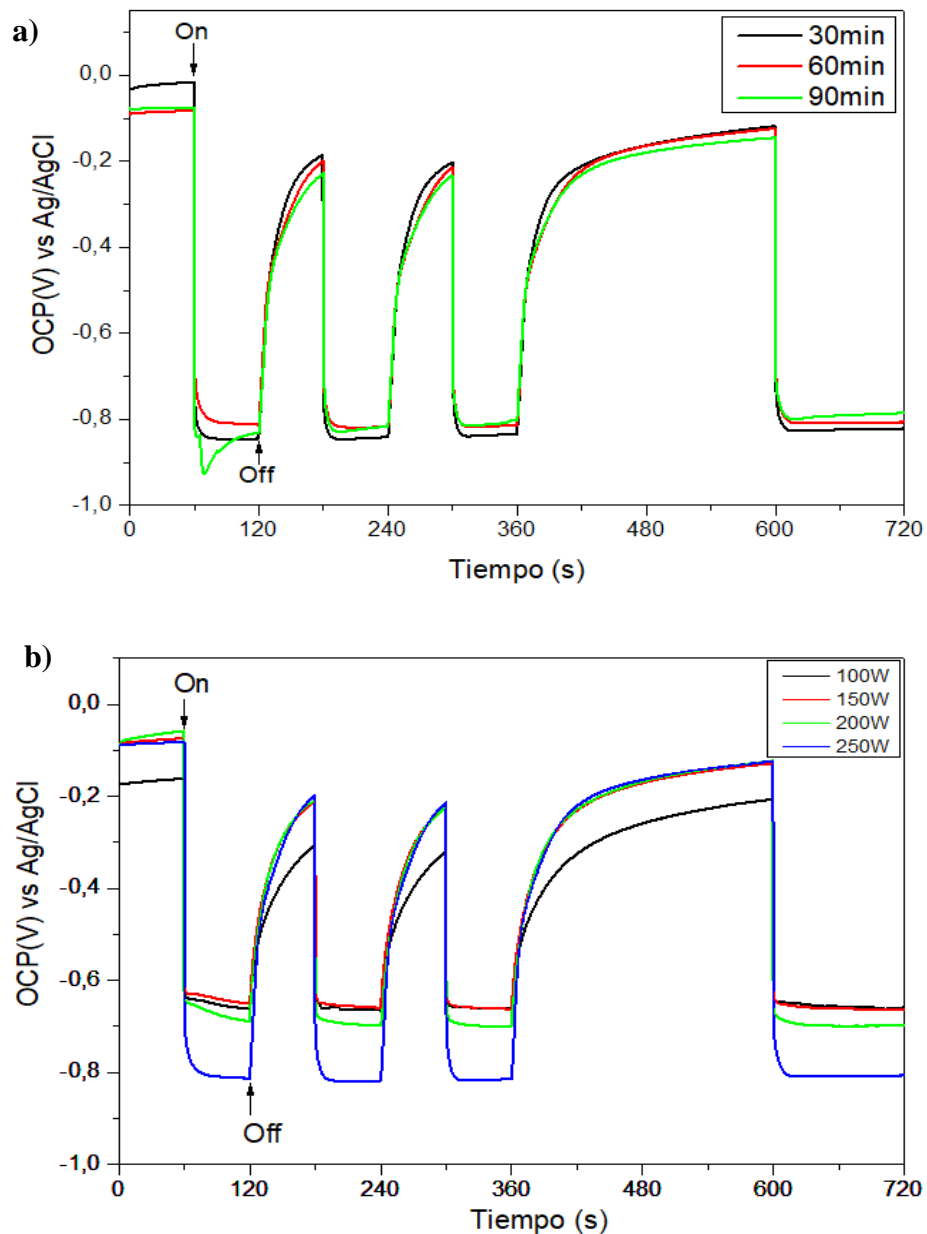 a)
On
30min
60min
90min
0,0
-0,2
-0,4
-0,6
-0,8
-1,0
OCP(V) vs Ag/AgCl
Off
0 120 240 360 480 600 720
Tiempo (s)
b)
On
100W
150W
200W
250W
0,0
-0,2
-0,4
-0,6
-0,8
-1,0
OCP(V) vs Ag/AgCl
Off
0 120 240 360 480 600 720
Tiempo (s)